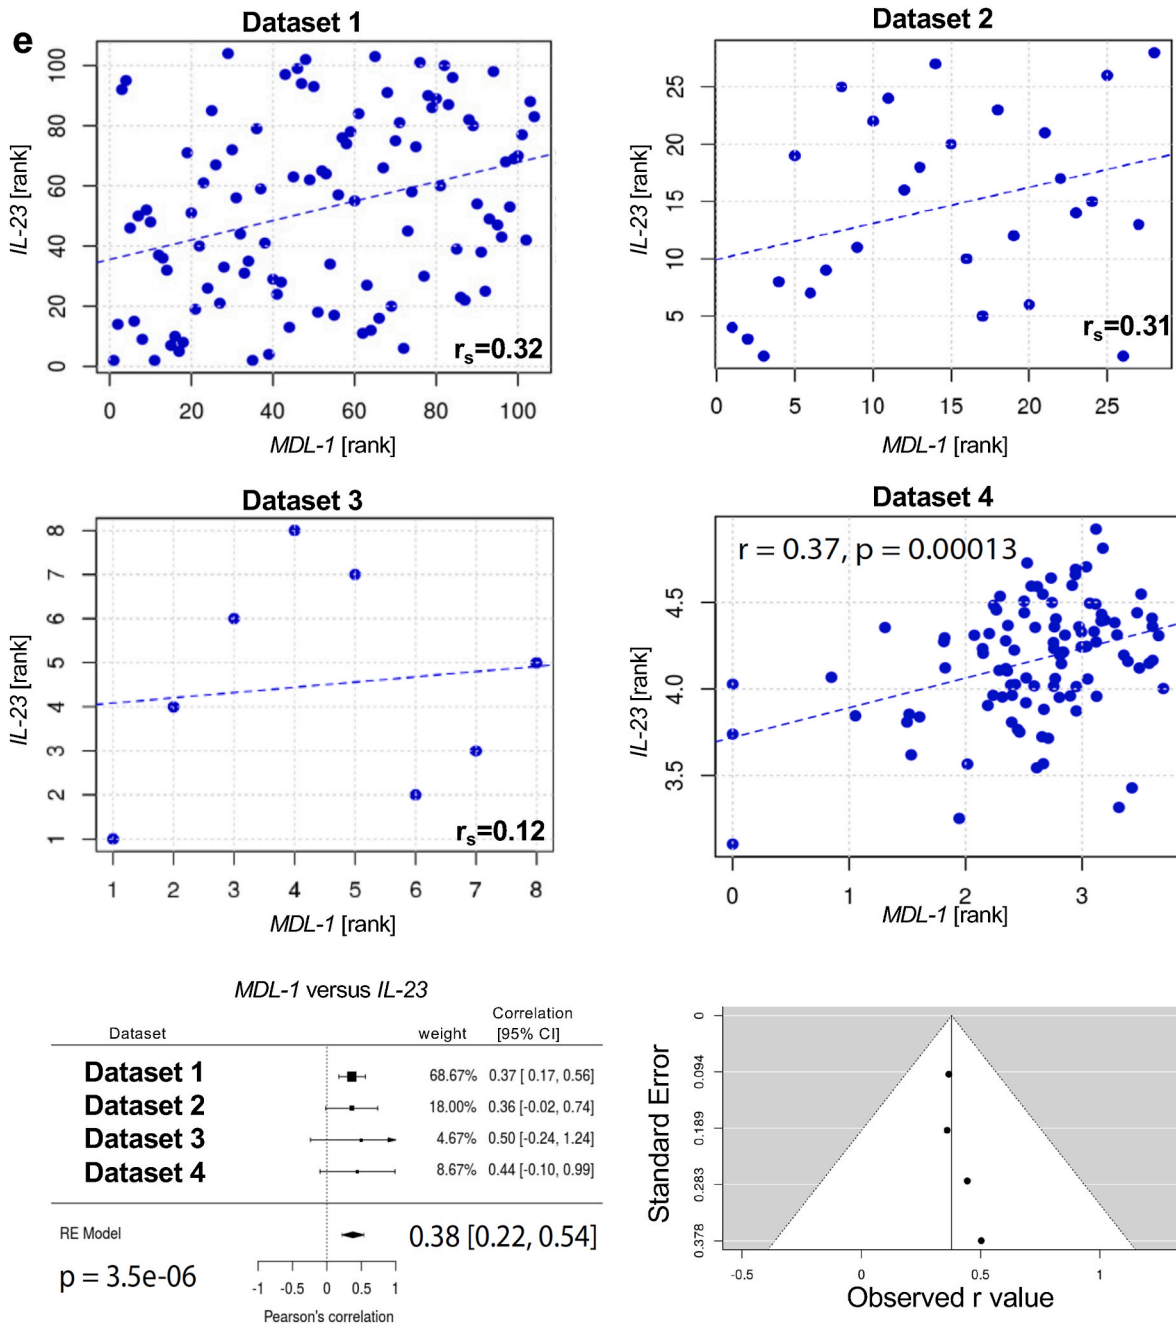 e
Dataset 1
IL-23 [rank]
100
80
60
40
20
0
r_s=0.32
0 20 40 60 80 100
MDL-1 [rank]
Dataset 2
IL-23 [rank]
25
20
15
10
5
r_s=0.31
0 5 10 15 20 25
MDL-1 [rank]
Dataset 3
IL-23 [rank]
8
7
6
5
4
3
2
1
r_s=0.12
1 2 3 4 5 6 7 8
MDL-1 [rank]
Dataset 4
r = 0.37, p = 0.00013
IL-23 [rank]
4.5
4.0
3.5
0 1 2 3
MDL-1 [rank]
MDL-1 versus IL-23
Dataset weight Correlation
[95% CI]
Dataset 1 68.67% 0.37 [ 0.17, 0.56]
Dataset 2 18.00% 0.36 [-0.02, 0.74]
Dataset 3 4.67% 0.50 [-0.24, 1.24]
Dataset 4 8.67% 0.44 [-0.10, 0.99]
RE Model 0.38 [0.22, 0.54]
p = 3.5e-06
-1 -0.5 0 0.5 1
Pearson's correlation
Standard Error
0
0.094
0.189
0.283
0.378
-0.5 0 0.5 1
Observed r value